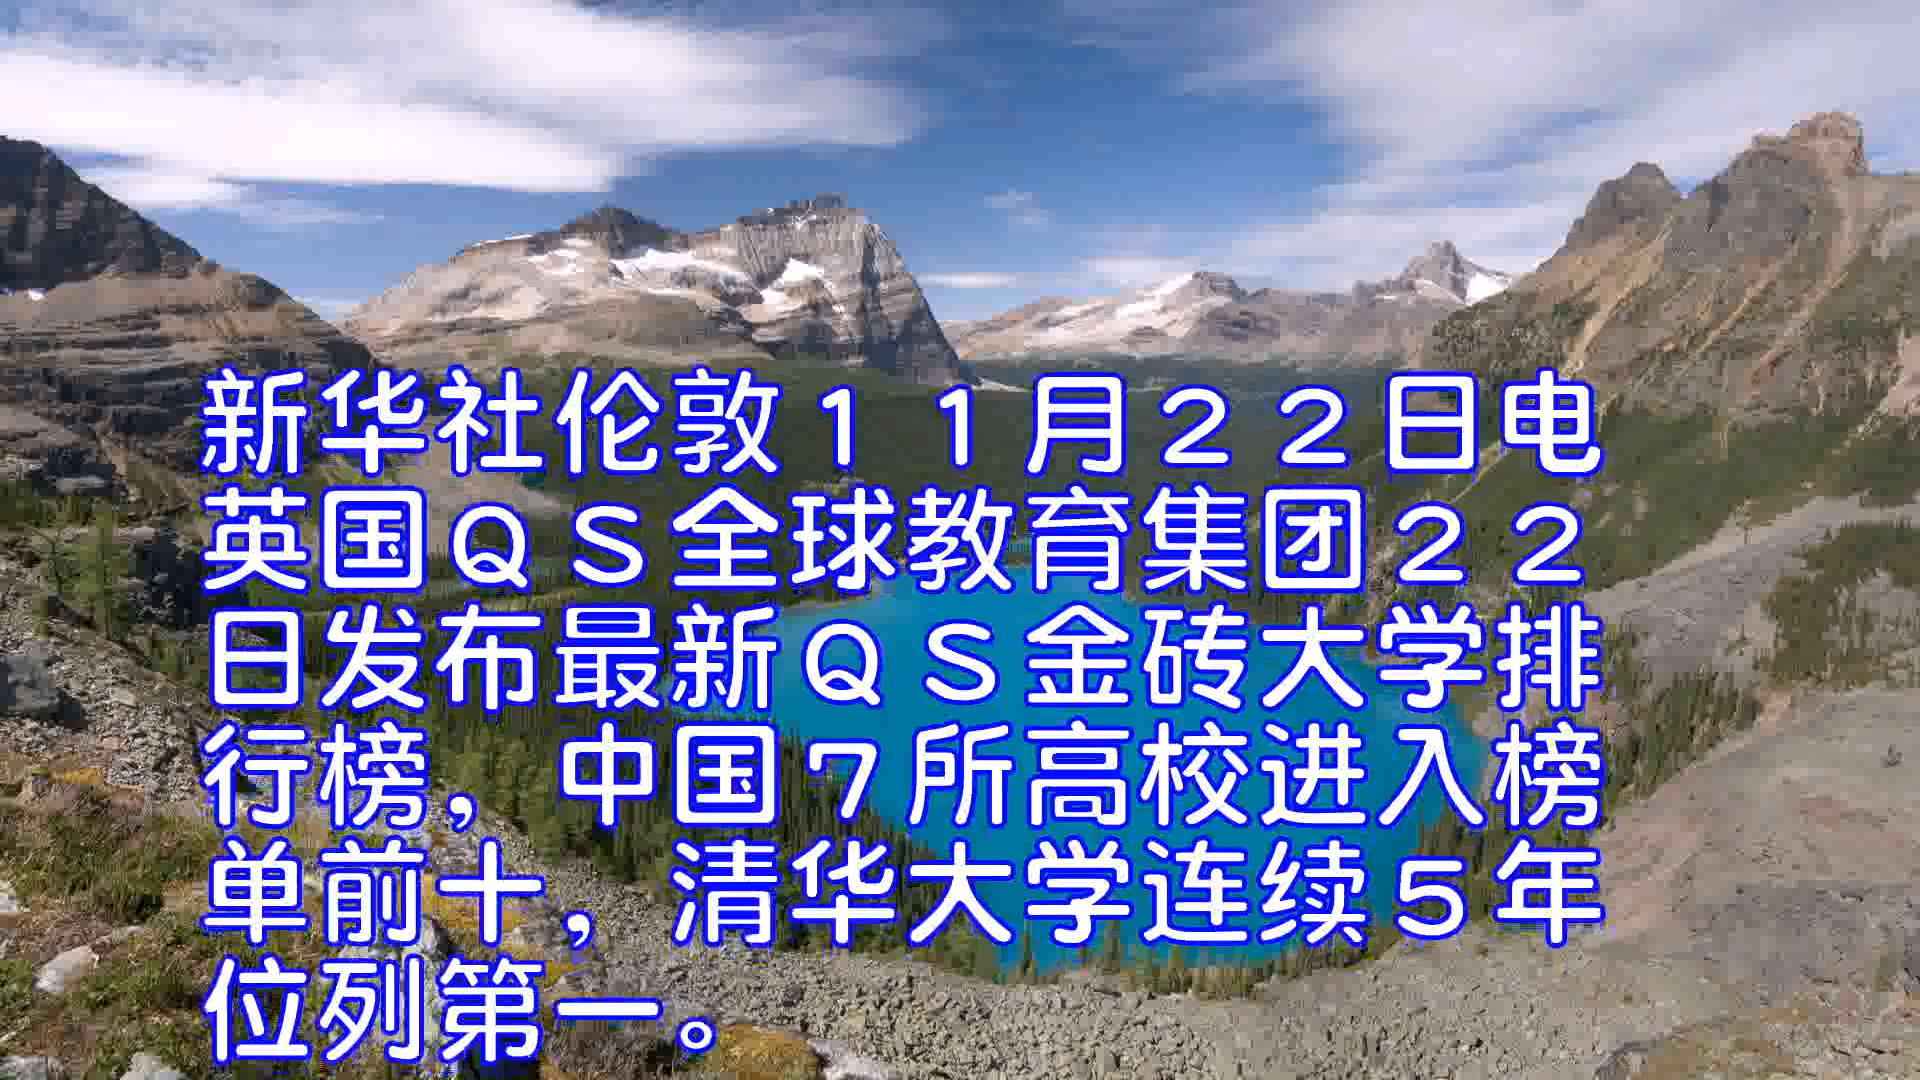 新华社伦敦１１月２２日电
英国ＱＳ全球教育集团２２
日发布最新ＱＳ金砖大学排
行榜，中国７所高校进入榜
单前十，清华大学连续５年
位列第一。